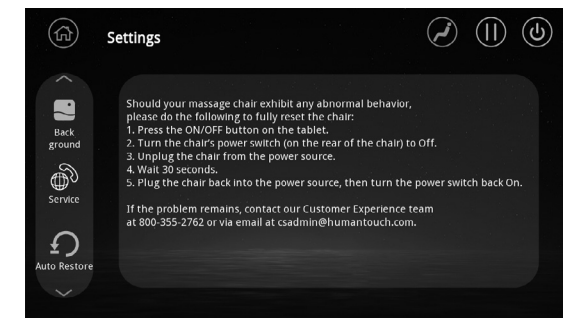 Settings
Back
ground
Service
Auto Restore
Should your massage chair exhibit any abnormal behavior,
please do the following to fully reset the chair:
1. Press the ON/OFF button on the tablet.
2. Turn the chair's power switch (on the rear of the chair) to Off.
3. Unplug the chair from the power source.
4. Wait 30 seconds.
5. Plug the chair back into the power source, then turn the power switch back On.
If the problem remains, contact our Customer Experience team
at 800-355-2762 or via email at csadmin@humantouch.com.